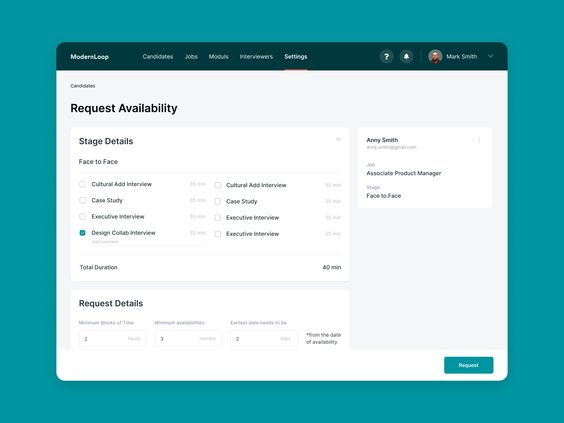 ModernLoop
Candidates Jobs Moduls Interviewers Settings ? Mark Smith
Candidates
Request Availability
Stage Details
Face to Face
Cultural Add Interview 35 min
Case Study 35 min
Executive Interview 35 min
Design Collab Interview 35 min
Add comment
Cultural Add Interview 35 min
Case Study 35 min
Executive Interview 35 min
Executive Interview 35 min
Total Duration 40 min
Request Details
Minimum Blocks of Time
2 hours
Minimum availabilities
3 number
Earliest date needs to be
2 days
*from the date
of availability
Anny Smith
anny.smith@gmail.com
Job
Associate Product Manager
Stage
Face to Face
Request